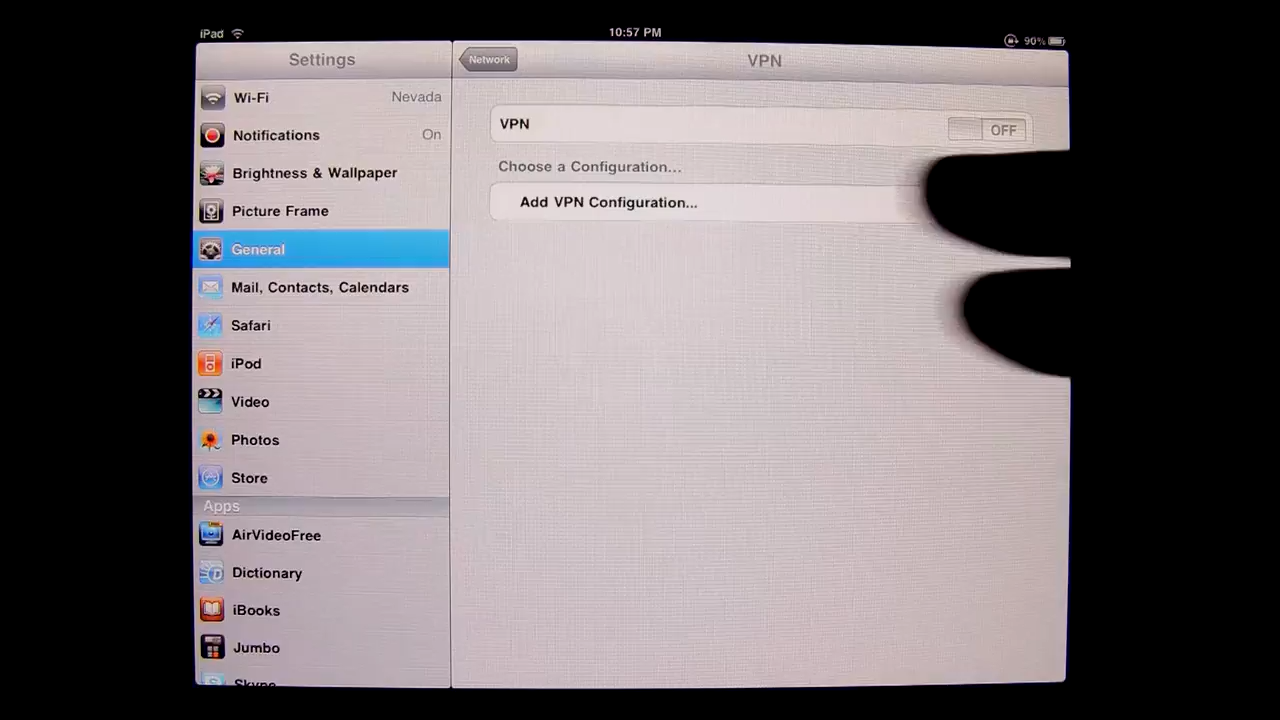 iPad 10:57 PM 90%
Settings
Network
VPN
Wi-Fi Nevada
Notifications On
Brightness & Wallpaper
Picture Frame
General
Mail, Contacts, Calendars
Safari
iPod
Video
Photos
Store
Apps
AirVideoFree
Dictionary
iBooks
Jumbo
Skype
VPN OFF
Choose a Configuration...
Add VPN Configuration...